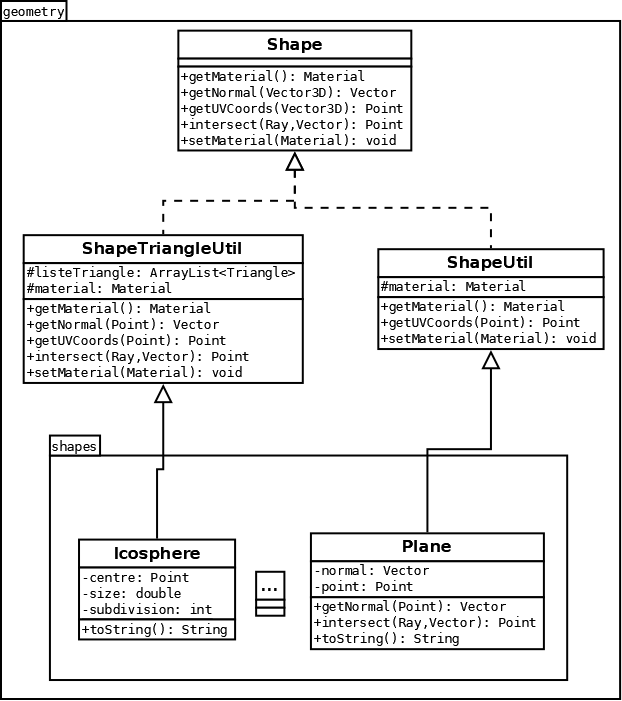 geometry
Shape
+getMaterial(): Material
+getNormal(Vector3D): Vector
+getUVCoords(Vector3D): Point
+intersect(Ray,Vector): Point
+setMaterial(Material): void
ShapeTriangleUtil
#listeTriangle: ArrayList<Triangle>
#material: Material
+getMaterial(): Material
+getNormal(Point): Vector
+getUVCoords(Point): Point
+intersect(Ray,Vector): Point
+setMaterial(Material): void
ShapeUtil
#material: Material
+getMaterial(): Material
+getUVCoords(Point): Point
+setMaterial(Material): void
shapes
Icosphere
-centre: Point
-size: double
-subdivision: int
+toString(): String
...
Plane
-normal: Vector
-point: Point
+getNormal(Point): Vector
+intersect(Ray,Vector): Point
+toString(): String